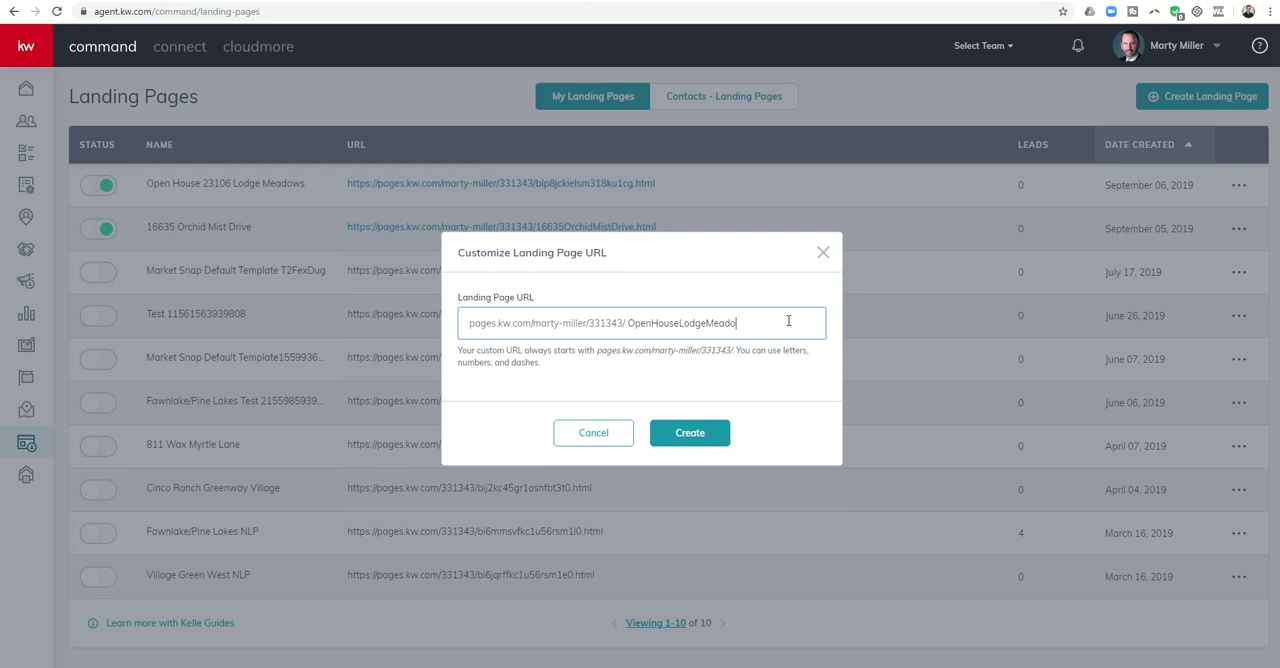 agent.kw.com/command/landing-pages
kw
command connect cloudmore
Select Team
Marty Miller
Landing Pages
My Landing Pages
Contacts - Landing Pages
Create Landing Page
STATUS NAME URL LEADS DATE CREATED
Open House 23106 Lodge Meadows https://pages.kw.com/marty-miller/331343/blp8jckielsm318ku1cg.html 0 September 06, 2019
16635 Orchid Mist Drive https://pages.kw.com/marty-miller/331343/16635OrchidMistDrive.html 0 September 05, 2019
Market Snap Default Template T2FexDug https://pages.kw.com/m 0 July 17, 2019
Test 11561563939808 https://pages.kw.com/m 0 June 26, 2019
Market Snap Default Template1559936... https://pages.kw.com/m 0 June 07, 2019
Fawnlake/Pine Lakes Test 2155985939... https://pages.kw.com/m 0 June 06, 2019
811 Wax Myrtle Lane https://pages.kw.com/m 0 April 07, 2019
Cinco Ranch Greenway Village https://pages.kw.com/331343/bij2kc45gr1osnfbt3t0.html 0 April 04, 2019
Fawnlake/Pine Lakes NLP https://pages.kw.com/331343/bi6mmsvfkc1u56rsm1l0.html 4 March 16, 2019
Village Green West NLP https://pages.kw.com/331343/bi6jqrffkc1u56rsm1e0.html 0 March 16, 2019
Learn more with Kelle Guides
Viewing 1-10 of 10
Customize Landing Page URL
Landing Page URL
pages.kw.com/marty-miller/331343/ OpenHouseLodgeMeado
Your custom URL always starts with pages.kw.com/marty-miller/331343/. You can use letters,
numbers, and dashes.
Cancel
Create